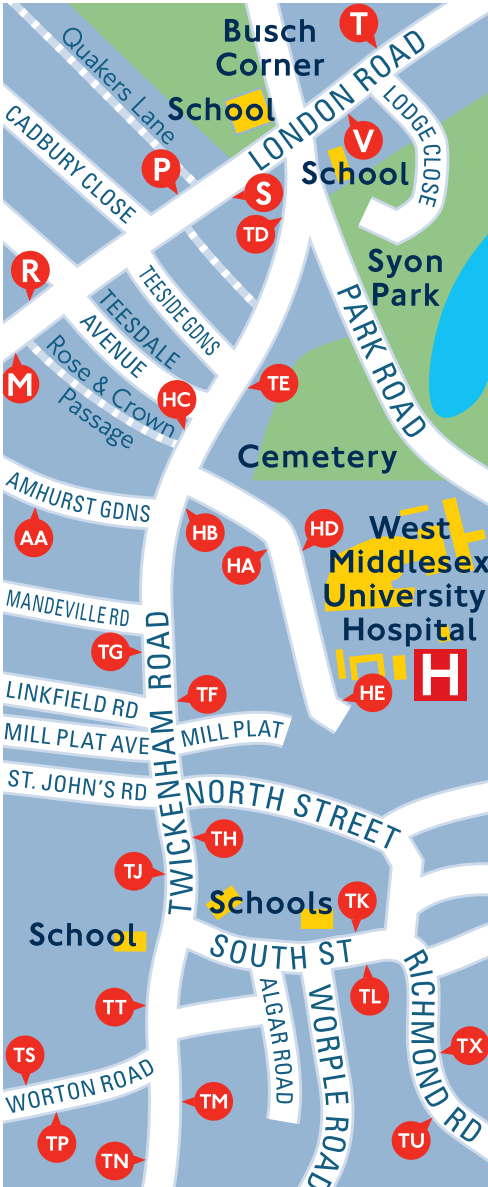 T
Busch
Corner
Quakers Lane
School
LONDON ROAD
LODGE CLOSE
CADBURY CLOSE
V
P
School
S
TD
Syon
Park
R
TEESIDE GDNS
TEESDALE
AVENUE
PARK ROAD
Rose & Crown
Passage
M
HC
TE
Cemetery
AMHURST GDNS
AA
HB
HA
HD
West
Middlesex
University
Hospital
H
MANDEVILLE RD
TG
LINKFIELD RD
TF
HE
MILL PLAT AVE
MILL PLAT
ST. JOHN'S RD
NORTH STREET
TWICKENHAM ROAD
TH
TJ
Schools
TK
School
SOUTH ST
TL
ALGAR ROAD
WORPLE ROAD
RICHMOND RD
TT
TS
TX
WORTON ROAD
TM
TP
TN
TU